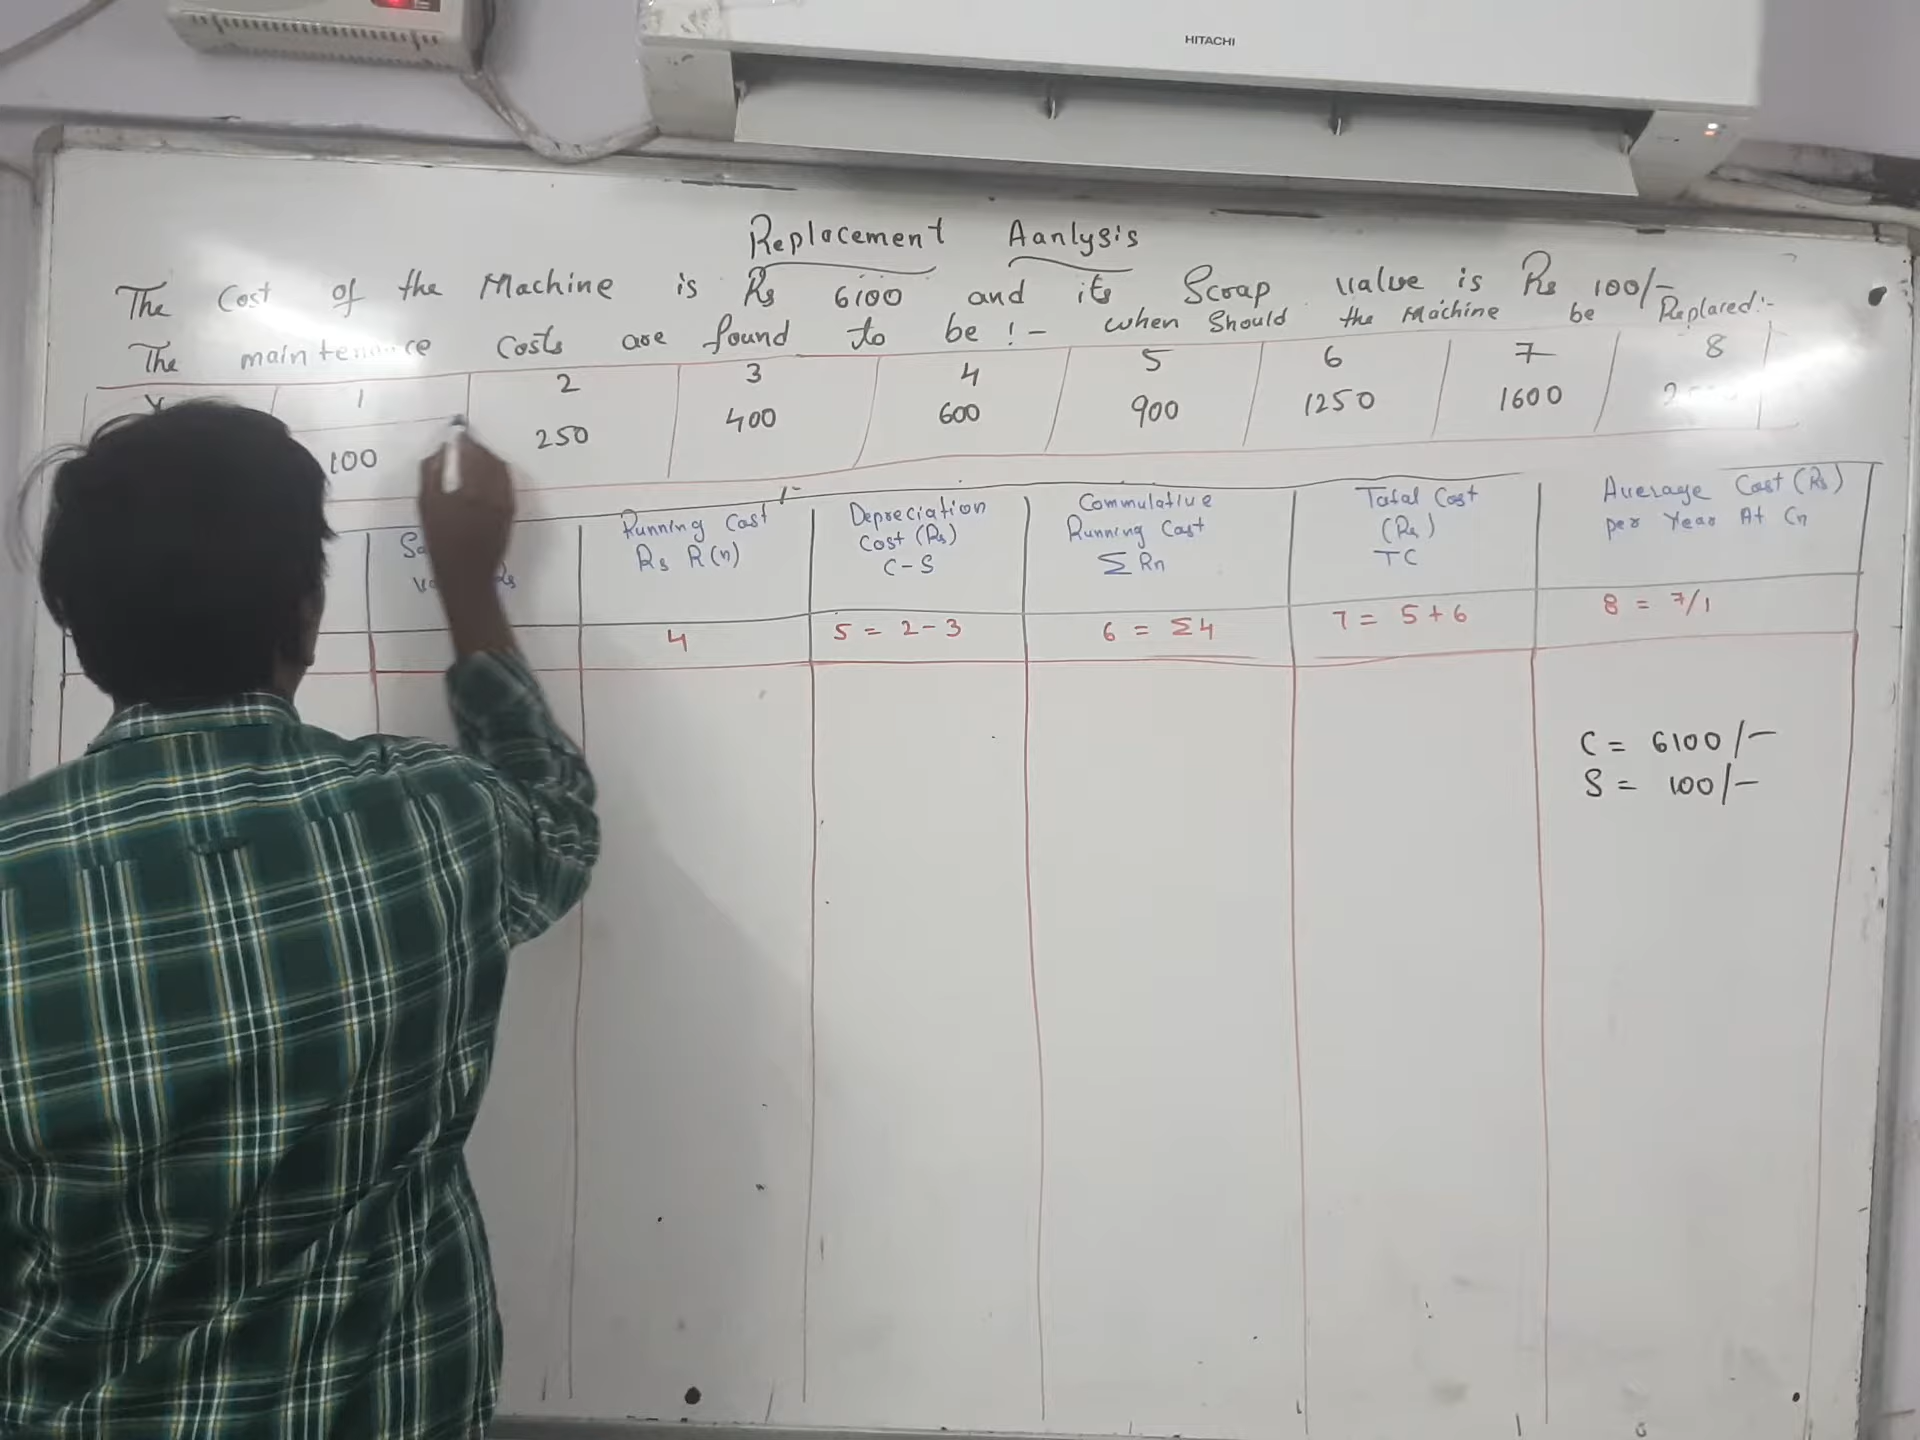 HITACHI
Replacement Aanlysis
The Cost of the Machine is Rs 6100 and its Scrap value is Rs 100/-
The maintenance Costs are found to be :- when Should the Machine be Replaced:-
1 2 3 4 5 6 7 8
100 250 400 600 900 1250 1600
Running Cost Rs R(n)
Depreciation Cost (Rs) C-S
Commulative Running Cost ΣRn
Total Cost (Rs) TC
Average Cost (Rs) per Year At Cn
4 5 = 2-3 6 = Σ4 7 = 5+6 8 = 7/1
C = 6100/-
S = 100/-